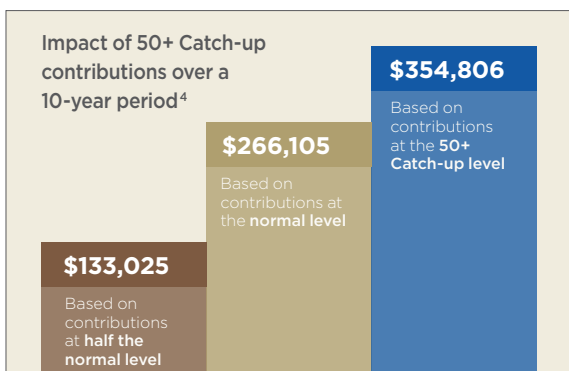 Impact of 50+ Catch-up
contributions over a
10-year period⁴
$133,025
Based on
contributions
at half the
normal level
$266,105
Based on
contributions at
the normal level
$354,806
Based on
contributions
at the 50+
Catch-up level